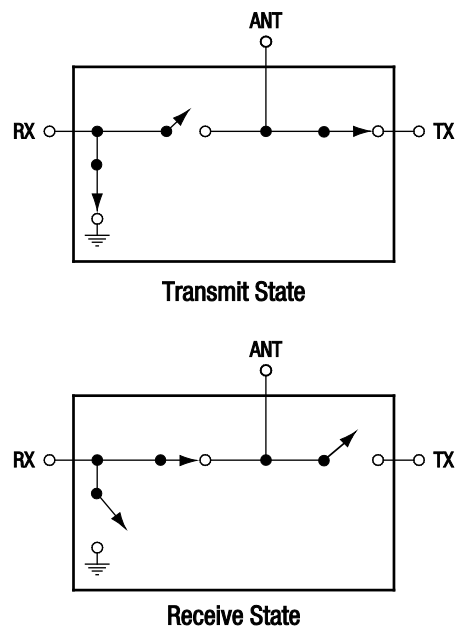 ANT
RX
TX
Transmit State
ANT
RX
TX
Receive State